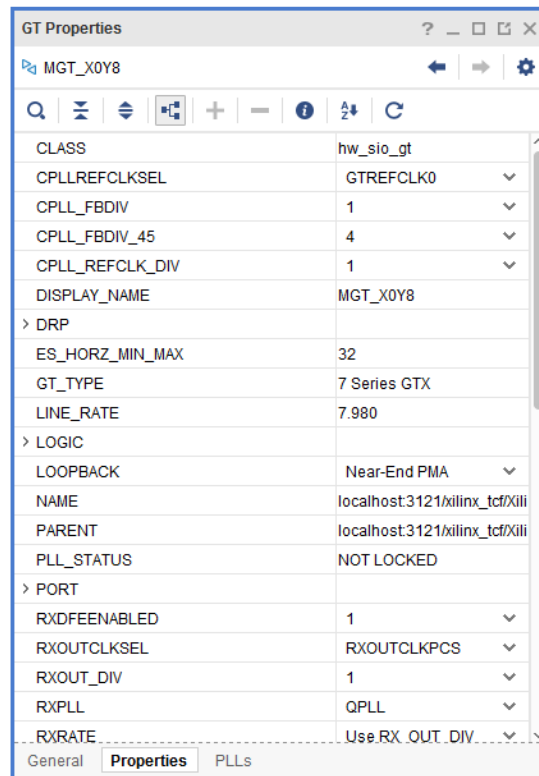 GT Properties
MGT_X0Y8
CLASS hw_sio_gt
CPLLREFCLKSEL GTREFCLK0
CPLL_FBDIV 1
CPLL_FBDIV_45 4
CPLL_REFCLK_DIV 1
DISPLAY_NAME MGT_X0Y8
> DRP
ES_HORZ_MIN_MAX 32
GT_TYPE 7 Series GTX
LINE_RATE 7.980
> LOGIC
LOOPBACK Near-End PMA
NAME localhost:3121/xilinx_tcf/Xili
PARENT localhost:3121/xilinx_tcf/Xili
PLL_STATUS NOT LOCKED
> PORT
RXDFEENABLED 1
RXOUTCLKSEL RXOUTCLKPCS
RXOUT_DIV 1
RXPLL QPLL
RXRATE Use RX_OUT_DIV
General Properties PLLs